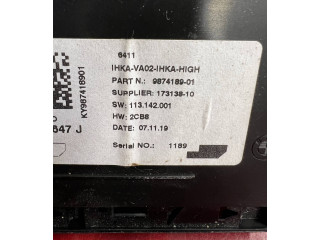 6411
IHKA-VA02-IHKA-HIGH
PART N.: 9874189-01
SUPPLIER: 173138-10
SW: 113.142.001
HW: 2CB8
DATE: 07.11.19
Serial NO.: 1189
KY987418901
647 J